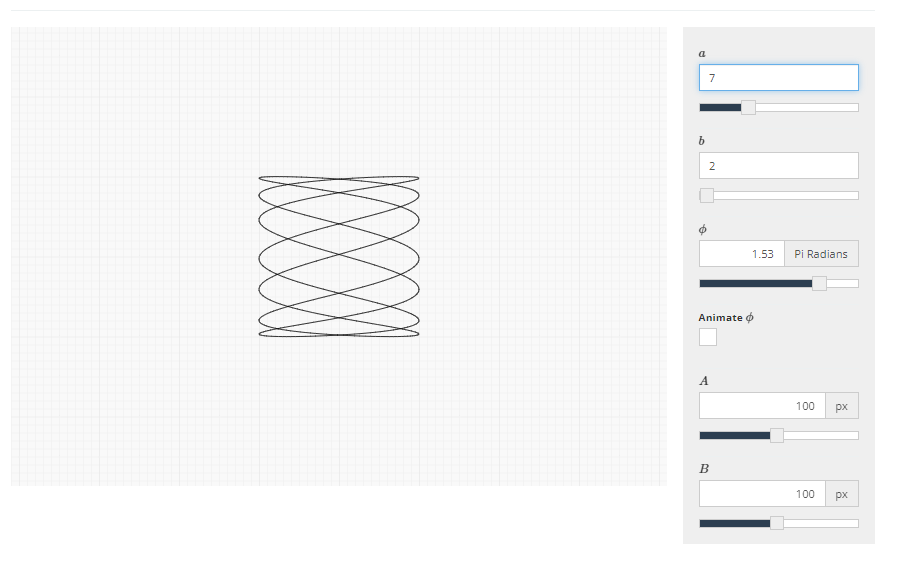 a
7
b
2
ϕ
1.53 Pi Radians
Animate ϕ
A
100 px
B
100 px